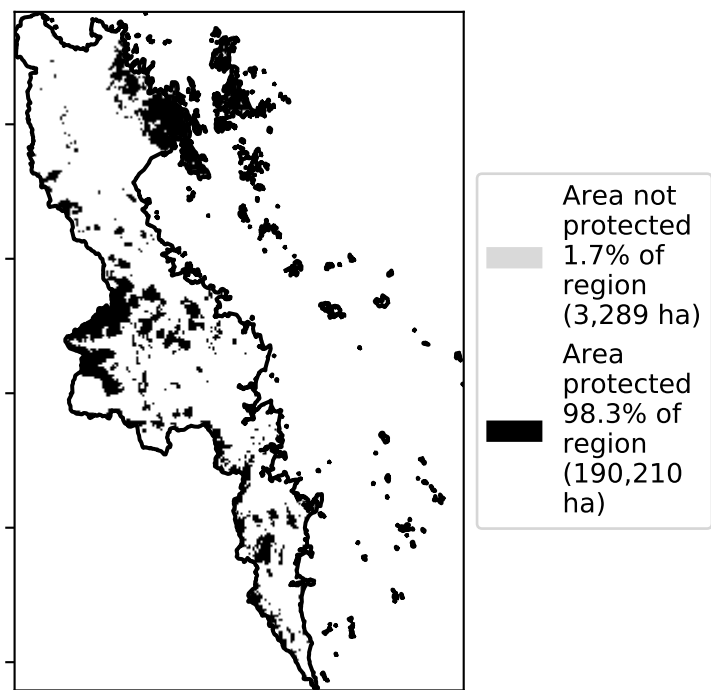 Area not
protected
1.7% of
region
(3,289 ha)
Area
protected
98.3% of
region
(190,210
ha)